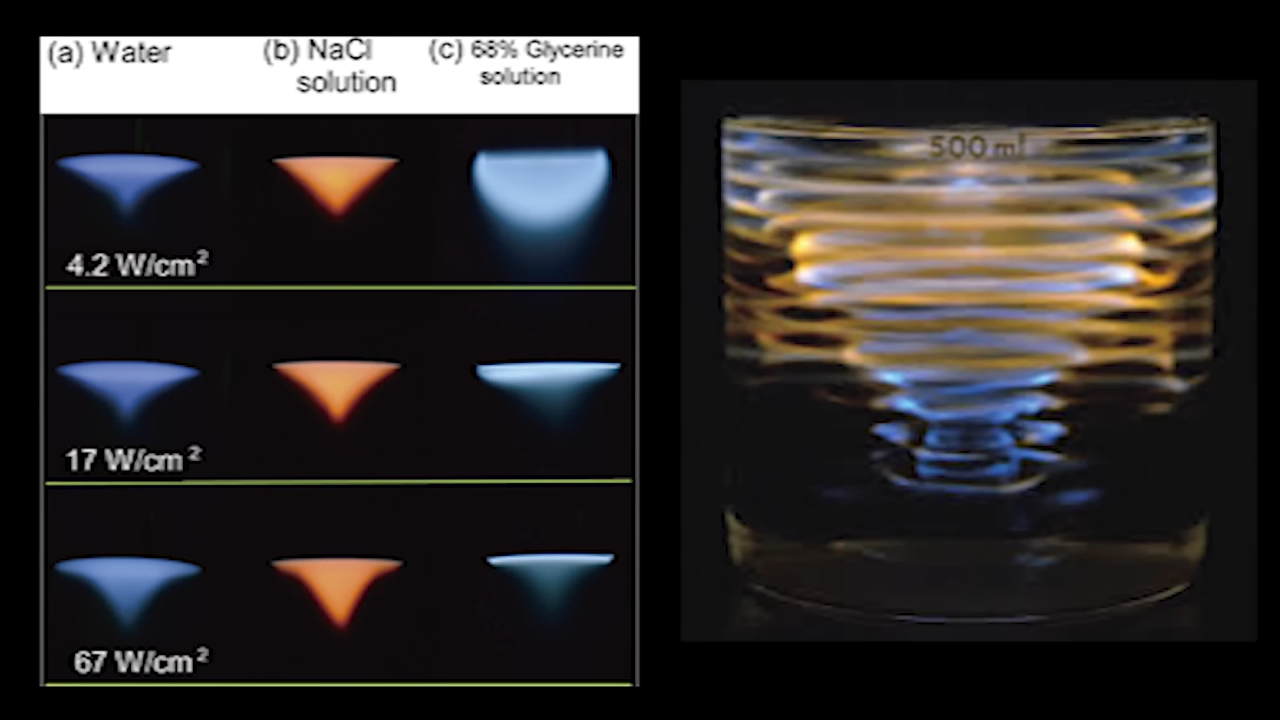 (a) Water
(b) NaCl
solution
(c) 68% Glycerine
solution
4.2 W/cm²
17 W/cm²
67 W/cm²
500 ml